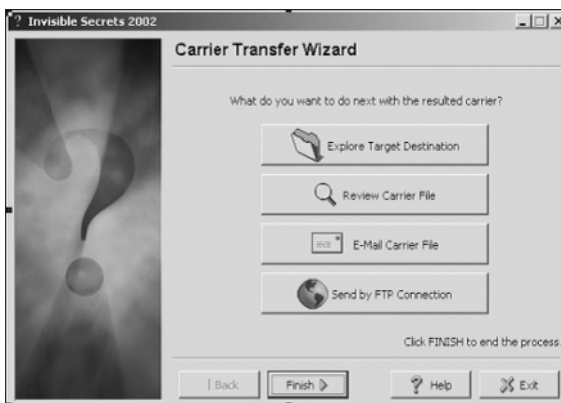 ? Invisible Secrets 2002
Carrier Transfer Wizard
What do you want to do next with the resulted carrier?
Explore Target Destination
Review Carrier File
E-Mail Carrier File
Send by FTP Connection
Click FINISH to end the process.
Back Finish Help Exit